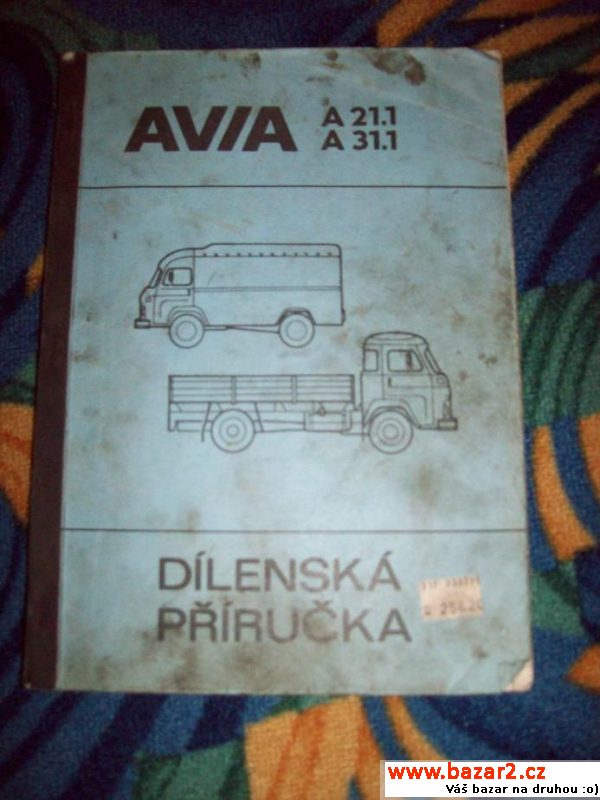 AVIA
A 21.1
A 31.1
DÍLENSKÁ
PŘÍRUČKA
www.bazar2.cz
Váš bazar na druhou :o)